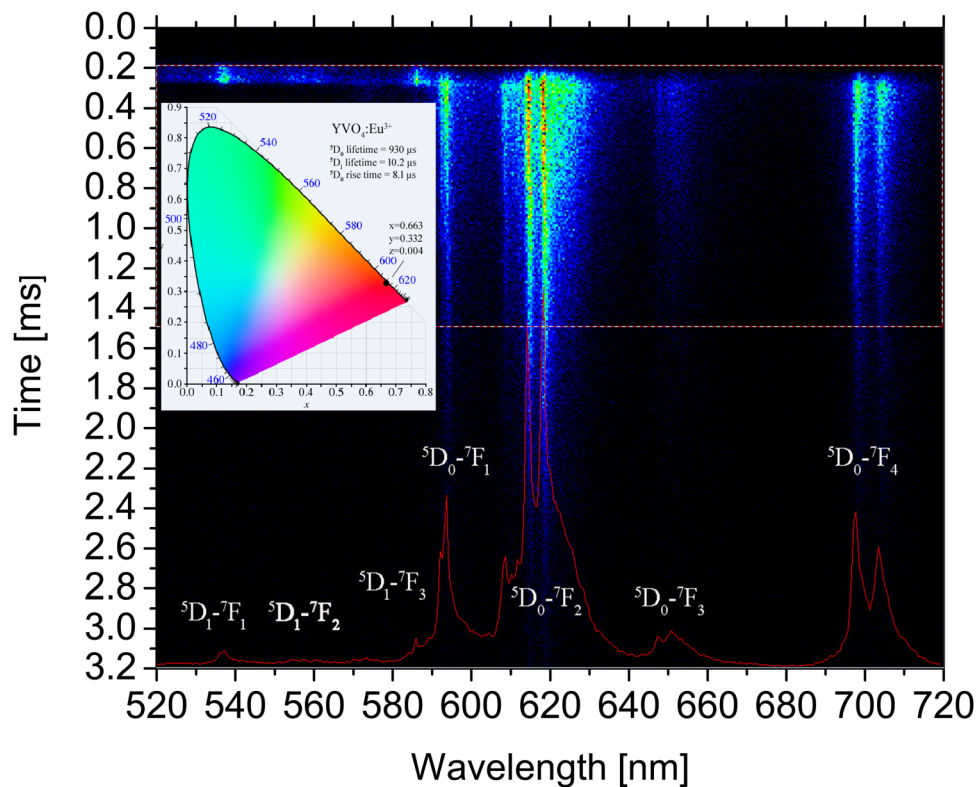 0.0
0.2
0.4
0.6
0.8
1.0
1.2
1.4
1.6
1.8
2.0
2.2
2.4
2.6
2.8
3.0
3.2
Time [ms]
520 540 560 580 600 620 640 660 680 700 720
Wavelength [nm]
YVO₄:Eu³⁺
⁵D₀ lifetime = 930 µs
⁵D₁ lifetime = 10.2 µs
⁵D₀ rise time = 8.1 µs
x=0.663
y=0.332
z=0.004
520
540
560
580
600
620
500
480
460
0.9
0.8
0.7
0.6
0.5
0.4
0.3
0.2
0.1
0.0
0.0 0.1 0.2 0.3 0.4 0.5 0.6 0.7 0.8
x
⁵D₀-⁷F₁
⁵D₀-⁷F₄
⁵D₁-⁷F₃
⁵D₁-⁷F₁
⁵D₁-⁷F₂
⁵D₀-⁷F₂
⁵D₀-⁷F₃